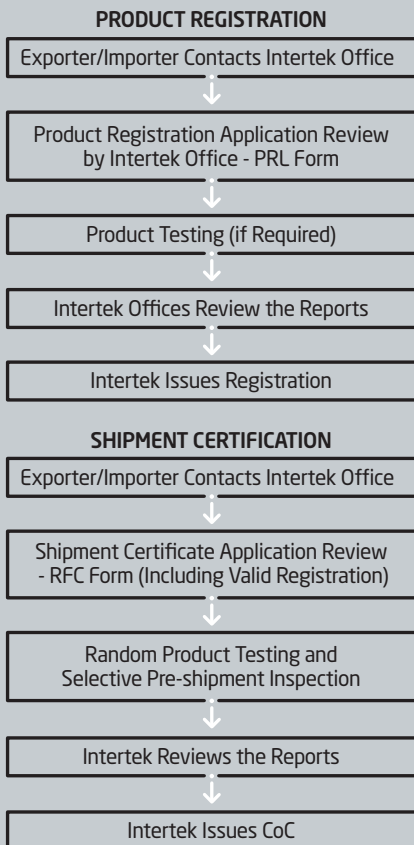 PRODUCT REGISTRATION
Exporter/Importer Contacts Intertek Office
Product Registration Application Review
by Intertek Office - PRL Form
Product Testing (if Required)
Intertek Offices Review the Reports
Intertek Issues Registration
SHIPMENT CERTIFICATION
Exporter/Importer Contacts Intertek Office
Shipment Certificate Application Review
- RFC Form (Including Valid Registration)
Random Product Testing and
Selective Pre-shipment Inspection
Intertek Reviews the Reports
Intertek Issues CoC